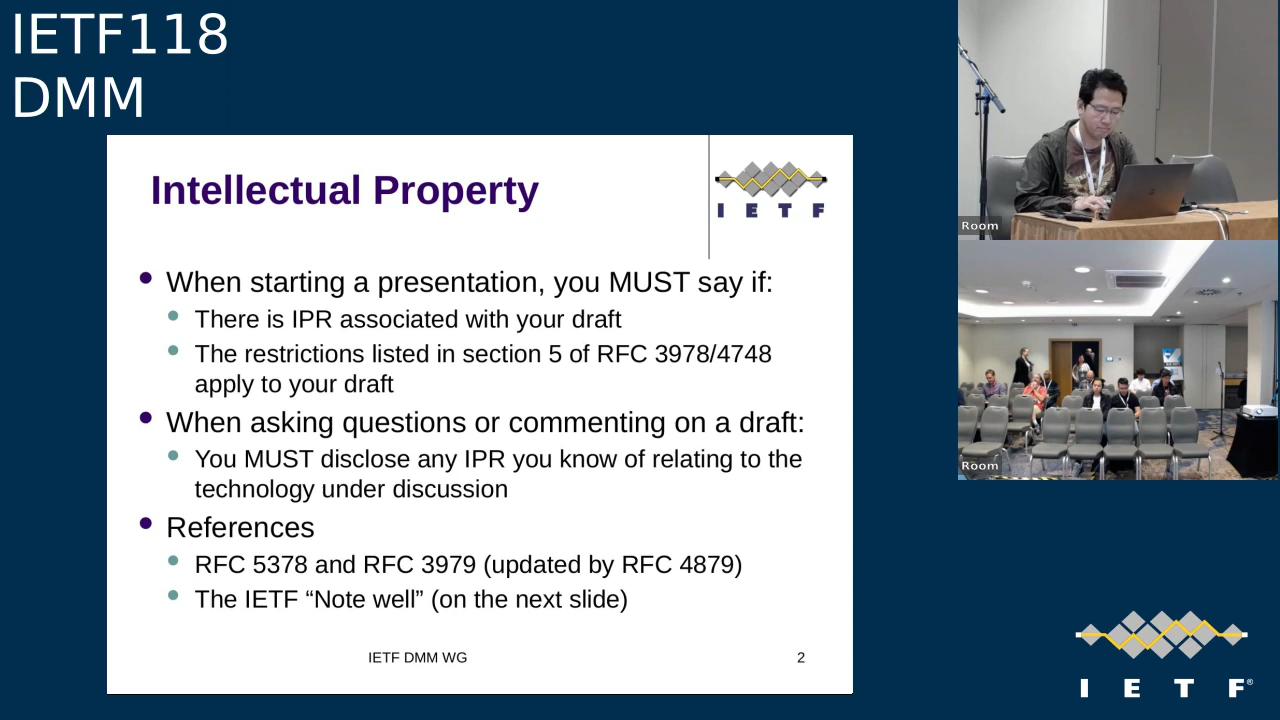 IETF118
DMM
Intellectual Property
I E T F
When starting a presentation, you MUST say if:
There is IPR associated with your draft
The restrictions listed in section 5 of RFC 3978/4748
apply to your draft
When asking questions or commenting on a draft:
You MUST disclose any IPR you know of relating to the
technology under discussion
References
RFC 5378 and RFC 3979 (updated by RFC 4879)
The IETF “Note well” (on the next slide)
IETF DMM WG
2
Room
Room
I E T F®